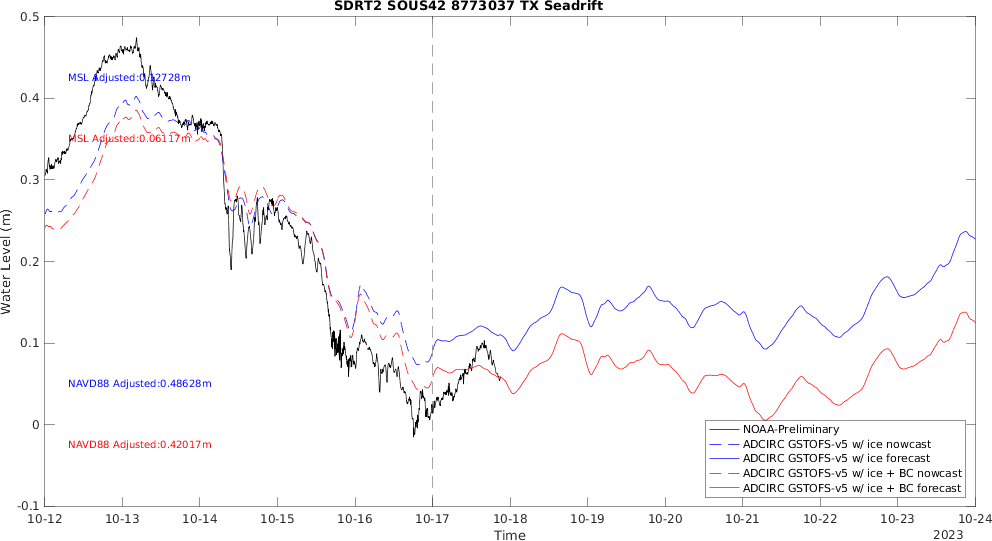 SDRT2 SOUS42 8773037 TX Seadrift
0.5
0.4
0.3
0.2
0.1
0
-0.1
Water Level (m)
MSL Adjusted:0.12728m
MSL Adjusted:0.06117m
NAVD88 Adjusted:0.48628m
NAVD88 Adjusted:0.42017m
NOAA-Preliminary
ADCIRC GSTOFS-v5 w/ ice nowcast
ADCIRC GSTOFS-v5 w/ ice forecast
ADCIRC GSTOFS-v5 w/ ice + BC nowcast
ADCIRC GSTOFS-v5 w/ ice + BC forecast
10-12 10-13 10-14 10-15 10-16 10-17 10-18 10-19 10-20 10-21 10-22 10-23 10-24
Time
2023